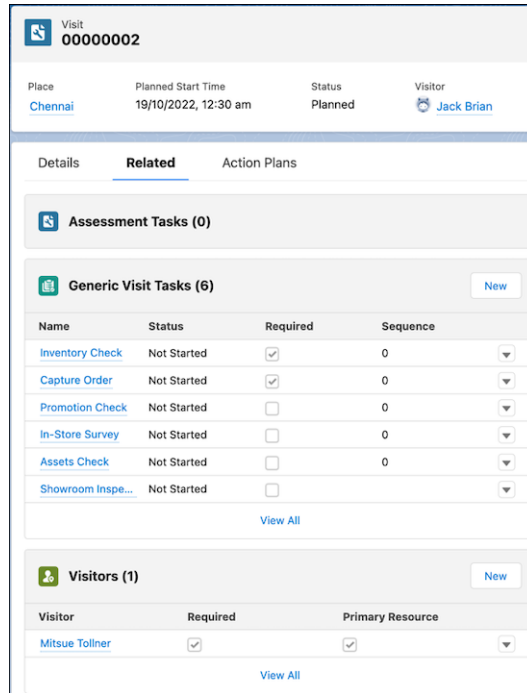 Visit
00000002
Place Planned Start Time Status Visitor
Chennai 19/10/2022, 12:30 am Planned Jack Brian
Details Related Action Plans
Assessment Tasks (0)
Generic Visit Tasks (6) New
Name Status Required Sequence
Inventory Check Not Started 0
Capture Order Not Started 0
Promotion Check Not Started 0
In-Store Survey Not Started 0
Assets Check Not Started 0
Showroom Inspe... Not Started
View All
Visitors (1) New
Visitor Required Primary Resource
Mitsue Tollner
View All